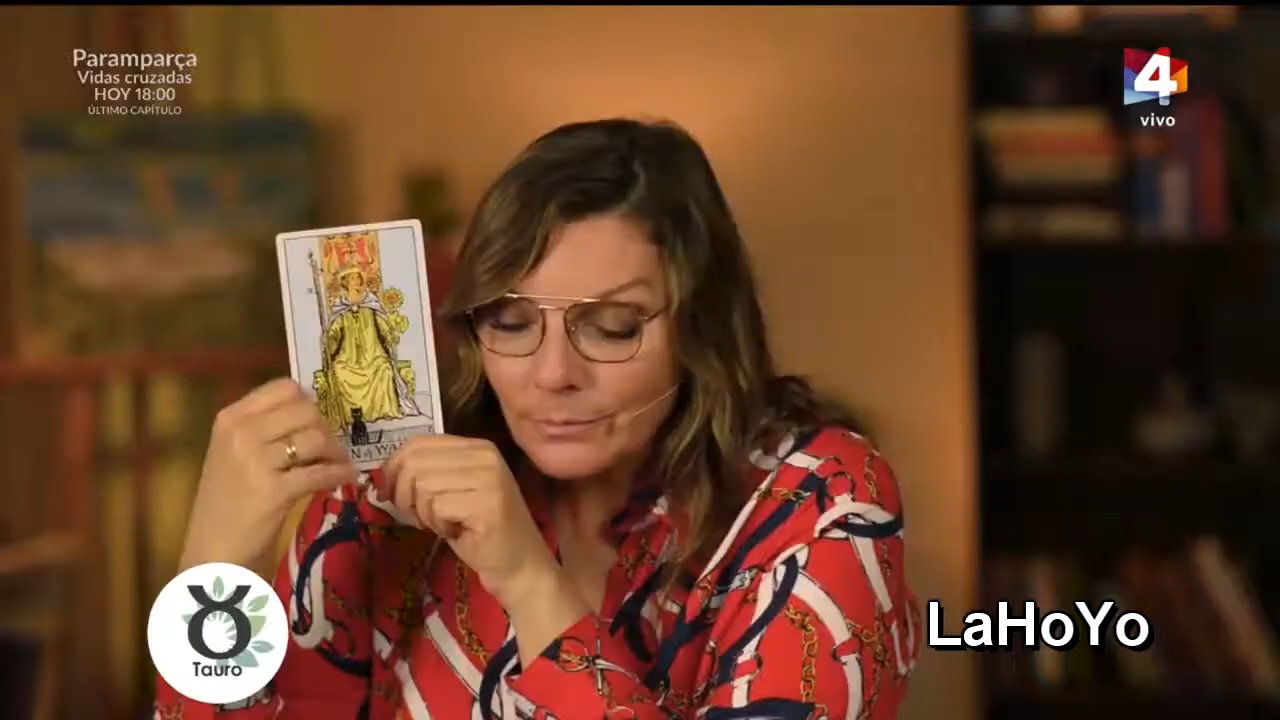 Paramparça
Vidas cruzadas
HOY 18:00
ÚLTIMO CAPÍTULO
4
vivo
Tauro
LaHoYo